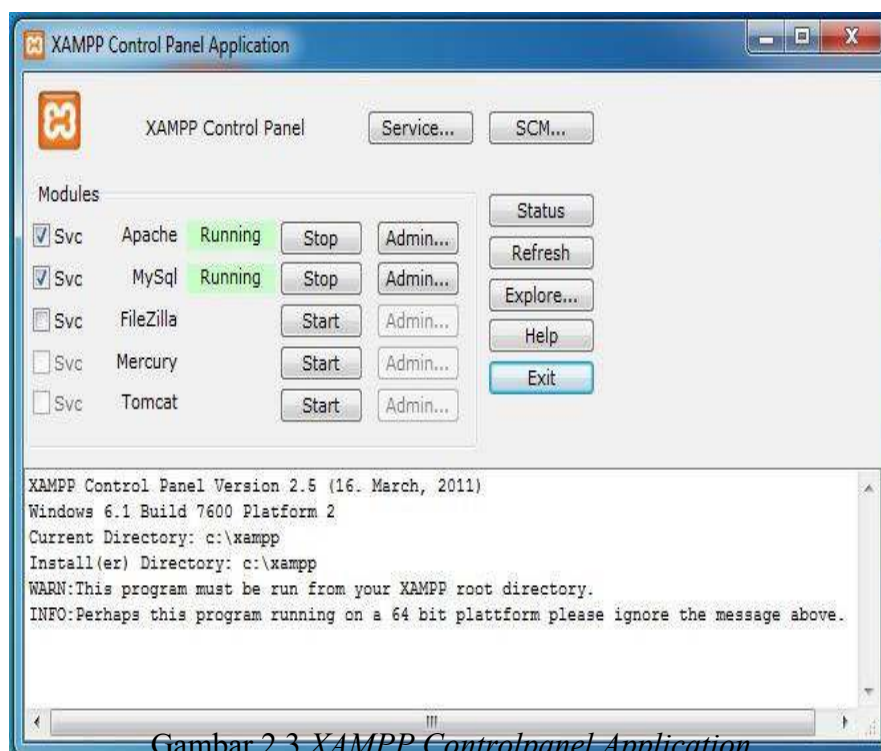 XAMPP Control Panel Application
XAMPP Control Panel Service... SCM...
Modules
Svc Apache Running Stop Admin...
Svc MySql Running Stop Admin...
Svc FileZilla Start Admin...
Svc Mercury Start Admin...
Svc Tomcat Start Admin...
Status
Refresh
Explore...
Help
Exit
XAMPP Control Panel Version 2.5 (16. March, 2011)
Windows 6.1 Build 7600 Platform 2
Current Directory: c:\xampp
Install(er) Directory: c:\xampp
WARN:This program must be run from your XAMPP root directory.
INFO:Perhaps this program running on a 64 bit plattform please ignore the message above.
Gambar 2.3 XAMPP Controlpanel Application